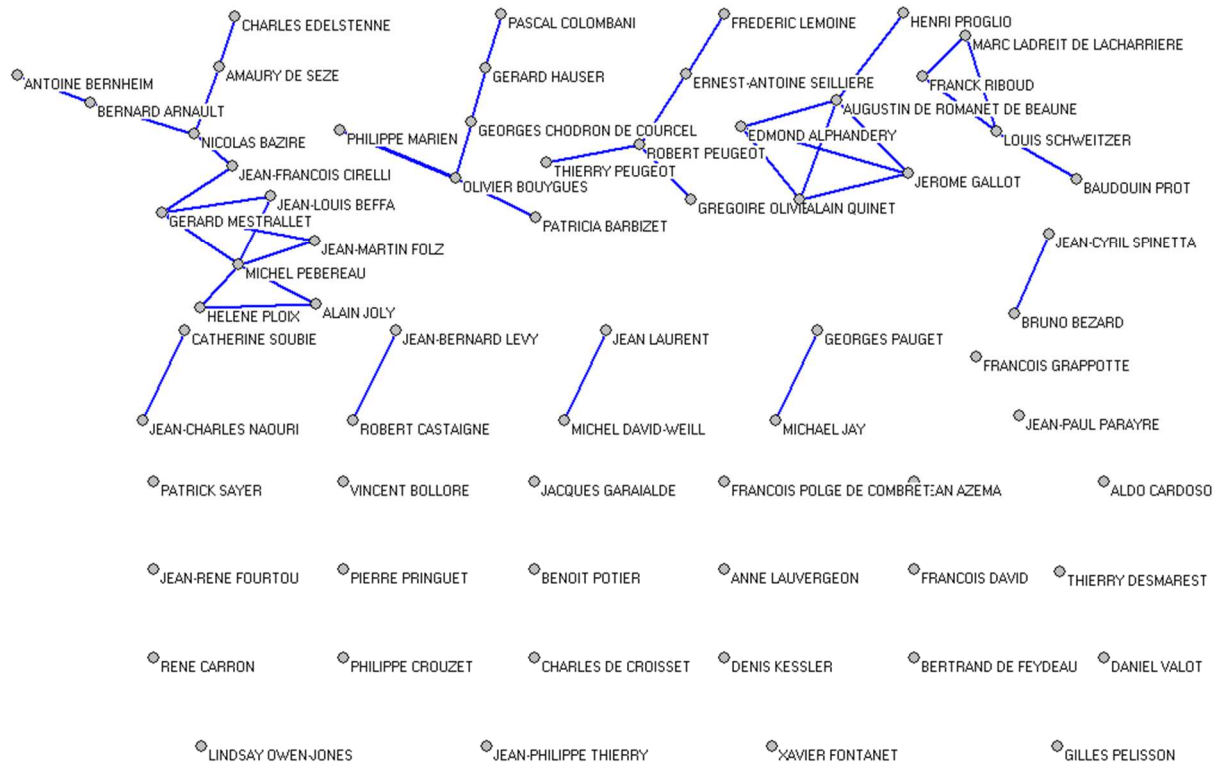 CHARLES EDELSTENNE
PASCAL COLOMBANI
FREDERIC LEMOINE
HENRI PROGLIO
MARC LADREIT DE LACHARRIERE
AMAURY DE SEZE
GERARD HAUSER
ERNEST-ANTOINE SEILLIERE
FRANCK RIBOUD
ANTOINE BERNHEIM
BERNARD ARNAULT
AUGUSTIN DE ROMANET DE BEAUNE
NICOLAS BAZIRE
PHILIPPE MARIEN
GEORGES CHODRON DE COURCEL
EDMOND ALPHANDERY
LOUIS SCHWEITZER
ROBERT PEUGEOT
THIERRY PEUGEOT
JEAN-FRANCOIS CIRELLI
OLIVIER BOUYGUES
JEROME GALLOT
BAUDOUIN PROT
JEAN-LOUIS BEFFA
GREGOIRE OLIVIE
ALAIN QUINET
GERARD MESTRALLET
PATRICIA BARBIZET
JEAN-MARTIN FOLZ
JEAN-CYRIL SPINETTA
MICHEL PEBEREAU
HELENE PLOIX
ALAIN JOLY
BRUNO BEZARD
CATHERINE SOUBIE
JEAN-BERNARD LEVY
JEAN LAURENT
GEORGES PAUGET
FRANCOIS GRAPPOTTE
JEAN-CHARLES NAOURI
ROBERT CASTAIGNE
MICHEL DAVID-WEILL
MICHAEL JAY
JEAN-PAUL PARAYRE
PATRICK SAYER
VINCENT BOLLORE
JACQUES GARAIALDE
FRANCOIS POLGE DE COMBRET
EAN AZEMA
ALDO CARDOSO
JEAN-RENE FOURTOU
PIERRE PRINGUET
BENOIT POTIER
ANNE LAUVERGEON
FRANCOIS DAVID
THIERRY DESMAREST
RENE CARRON
PHILIPPE CROUZET
CHARLES DE CROISSET
DENIS KESSLER
BERTRAND DE FEYDEAU
DANIEL VALOT
LINDSAY OWEN-JONES
JEAN-PHILIPPE THIERRY
XAVIER FONTANET
GILLES PELISSON